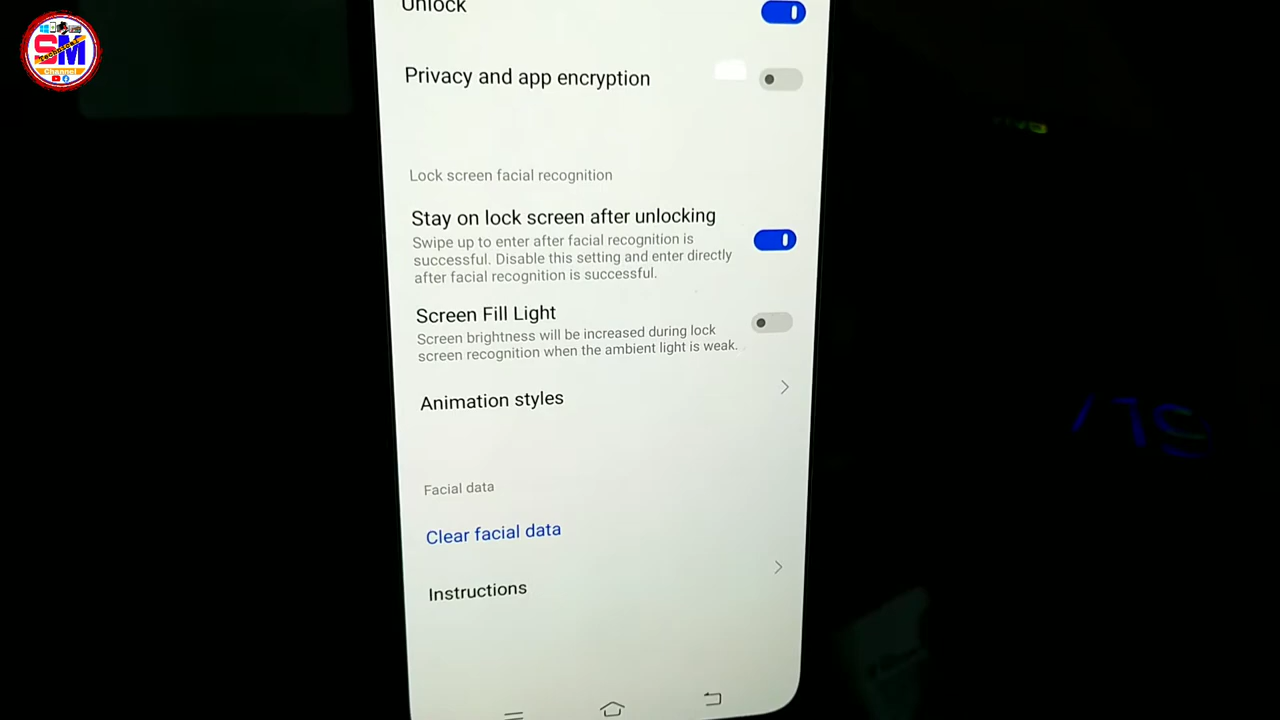 SM
Technical
Channel
Unlock
Privacy and app encryption
Lock screen facial recognition
Stay on lock screen after unlocking
Swipe up to enter after facial recognition is
successful. Disable this setting and enter directly
after facial recognition is successful.
Screen Fill Light
Screen brightness will be increased during lock
screen recognition when the ambient light is weak.
Animation styles
Facial data
Clear facial data
Instructions